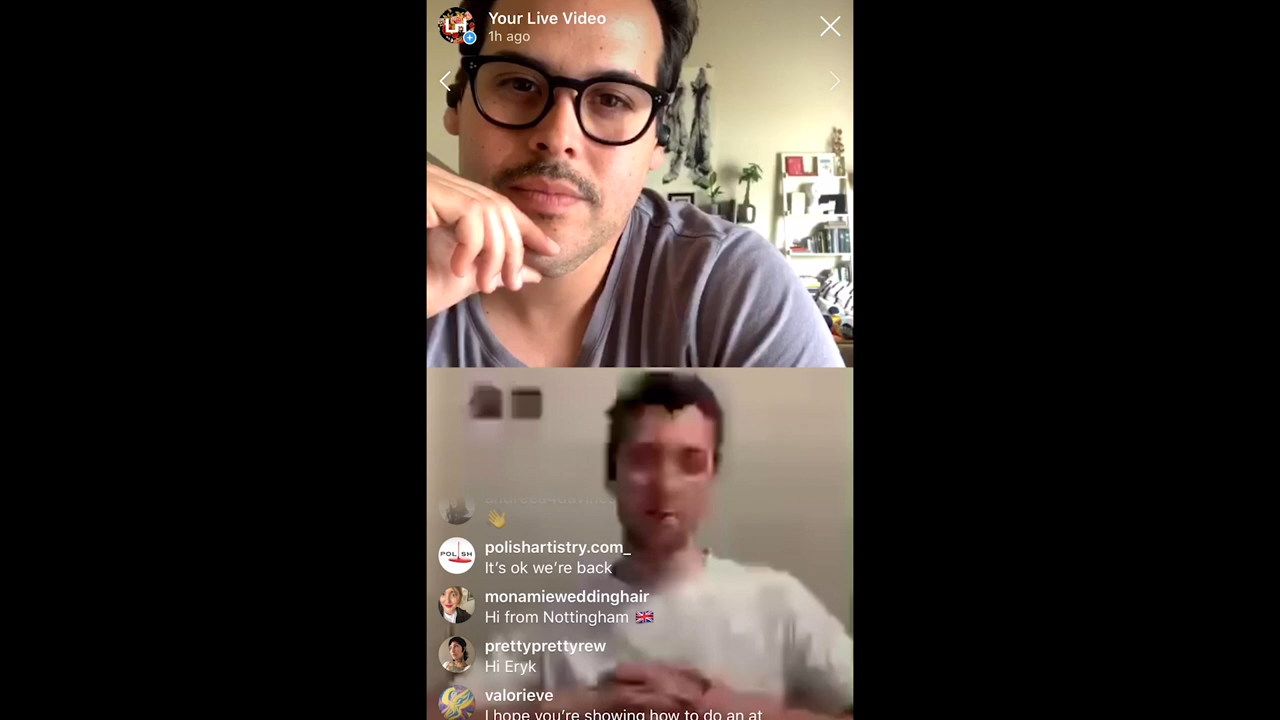 Your Live Video
1h ago
👋
polishartistry.com_
It’s ok we’re back
POLISH
monamieweddinghair
Hi from Nottingham 🇬🇧
prettyprettyrew
Hi Eryk
valorieve
I hope you’re showing how to do an at